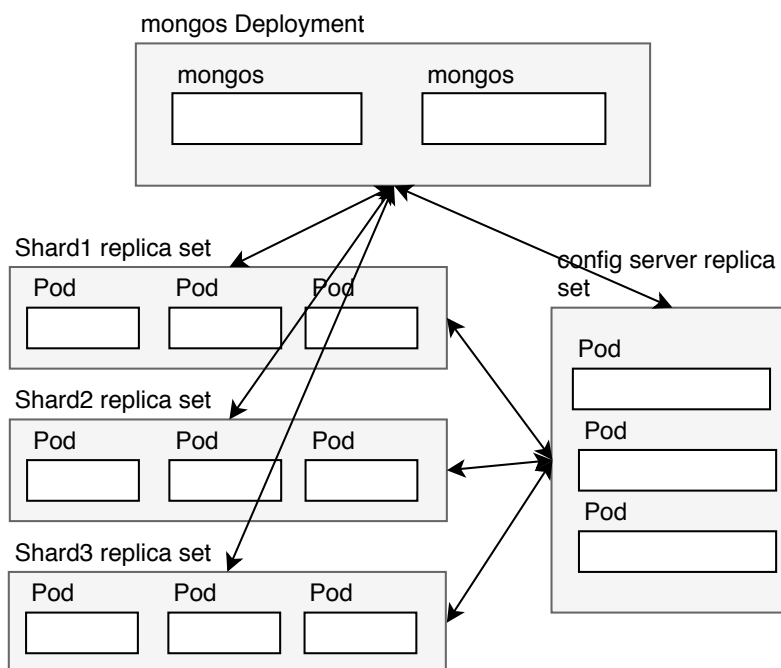 mongos Deployment
mongos
mongos
Shard1 replica set
Pod
Pod
Pod
config server replica
set
Pod
Pod
Pod
Shard2 replica set
Pod
Pod
Pod
Shard3 replica set
Pod
Pod
Pod